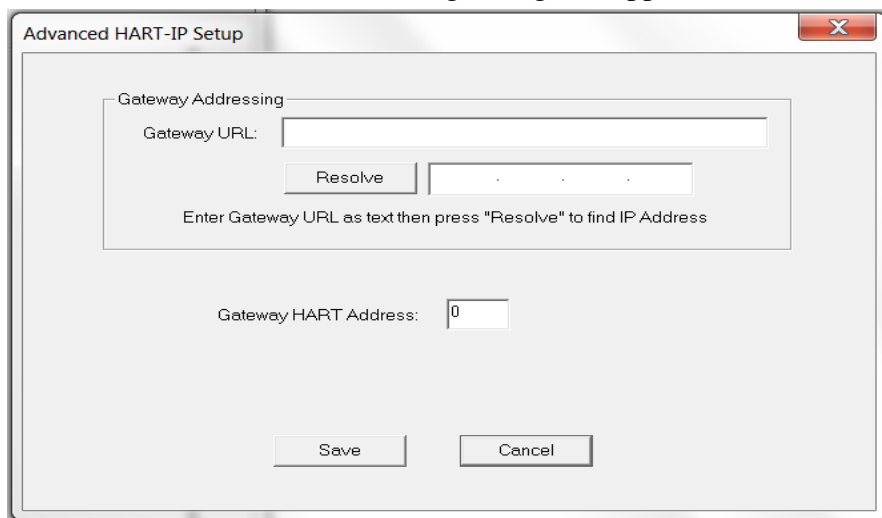 Advanced HART-IP Setup
X
Gateway Addressing
Gateway URL:
Resolve . . .
Enter Gateway URL as text then press "Resolve" to find IP Address
Gateway HART Address: 0
Save Cancel